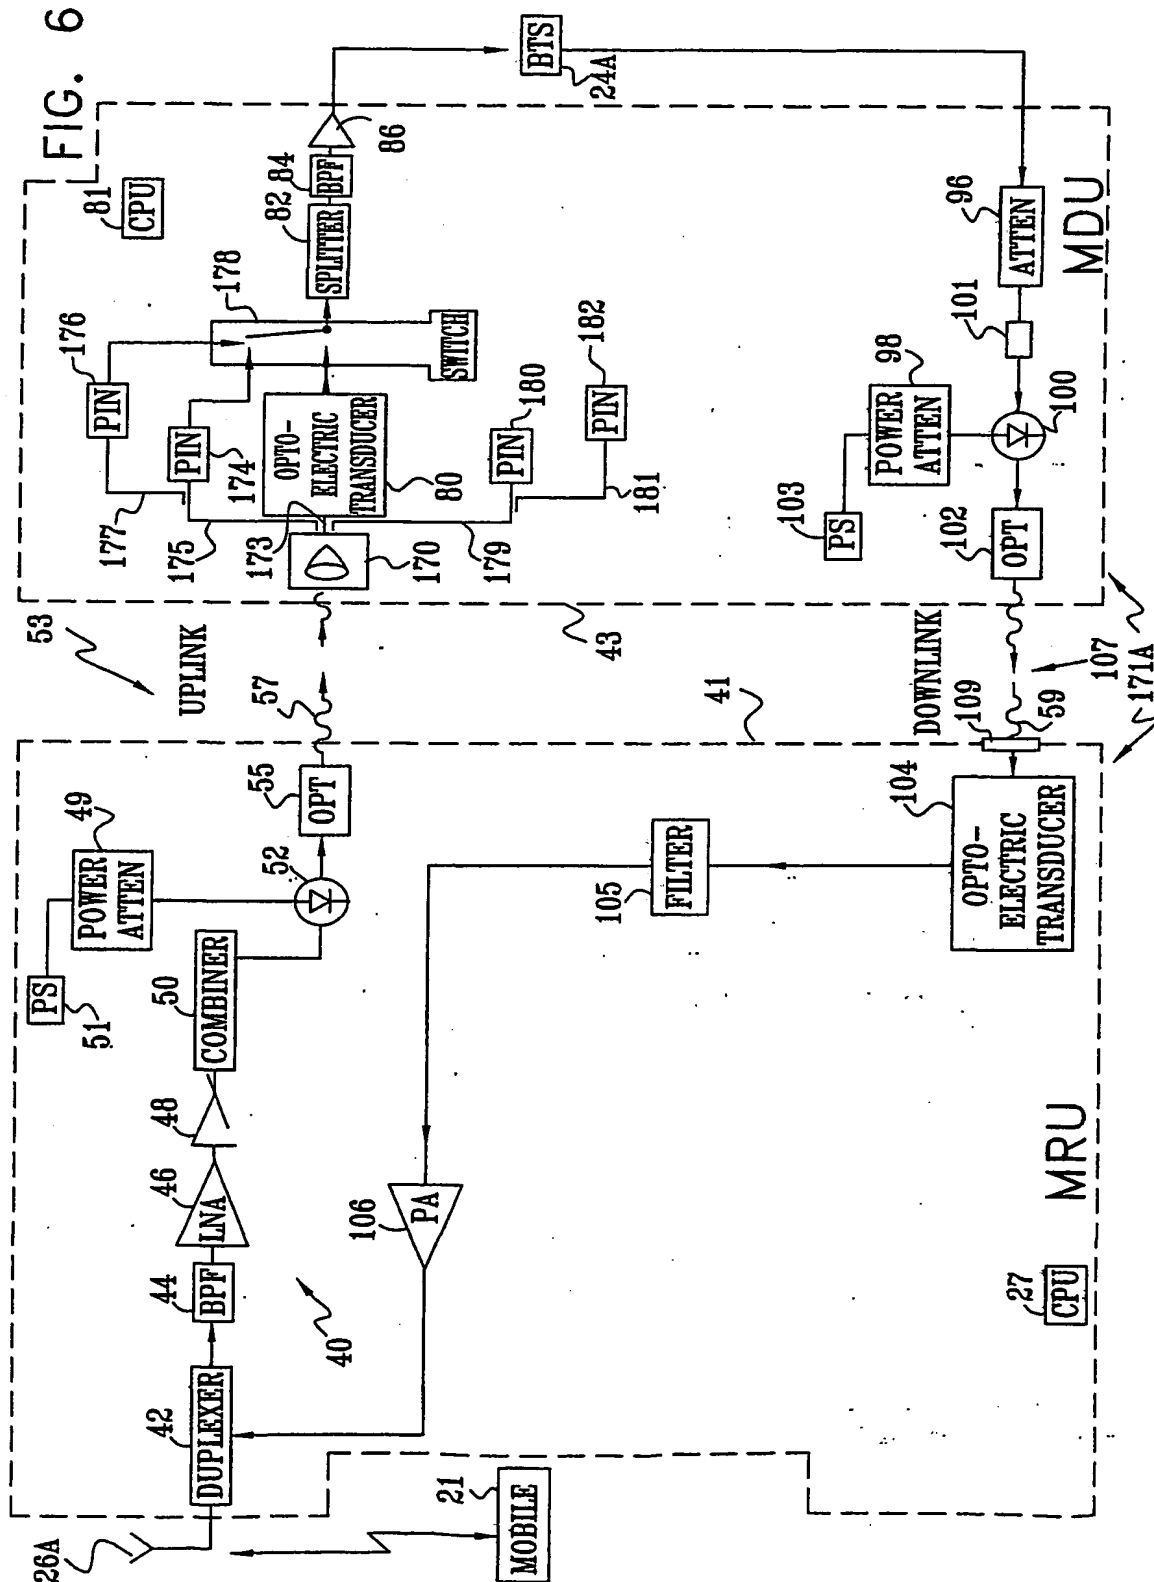 FIG. 6
53
UPLINK
26A
42
DUPLEXER
44
BPF
46
LNA
48
50
COMBINER
PS
51
49
POWER
ATTEN
52
55
OPT
57
40
21
MOBILE
106
PA
105
FILTER
104
OPTO-
ELECTRIC
TRANSDUCER
109
59
DOWNLINK
107
171A
41
43
27
CPU
MRU
81
CPU
176
PIN
177
PIN
174
175
173
170
OPTO-
ELECTRIC
TRANSDUCER
80
178
SWITCH
82
SPLITTER
84
BPF
86
BTS
24A
179
PIN
180
181
PIN
182
96
ATTEN
101
98
POWER
ATTEN
100
103
PS
102
OPT
MDU